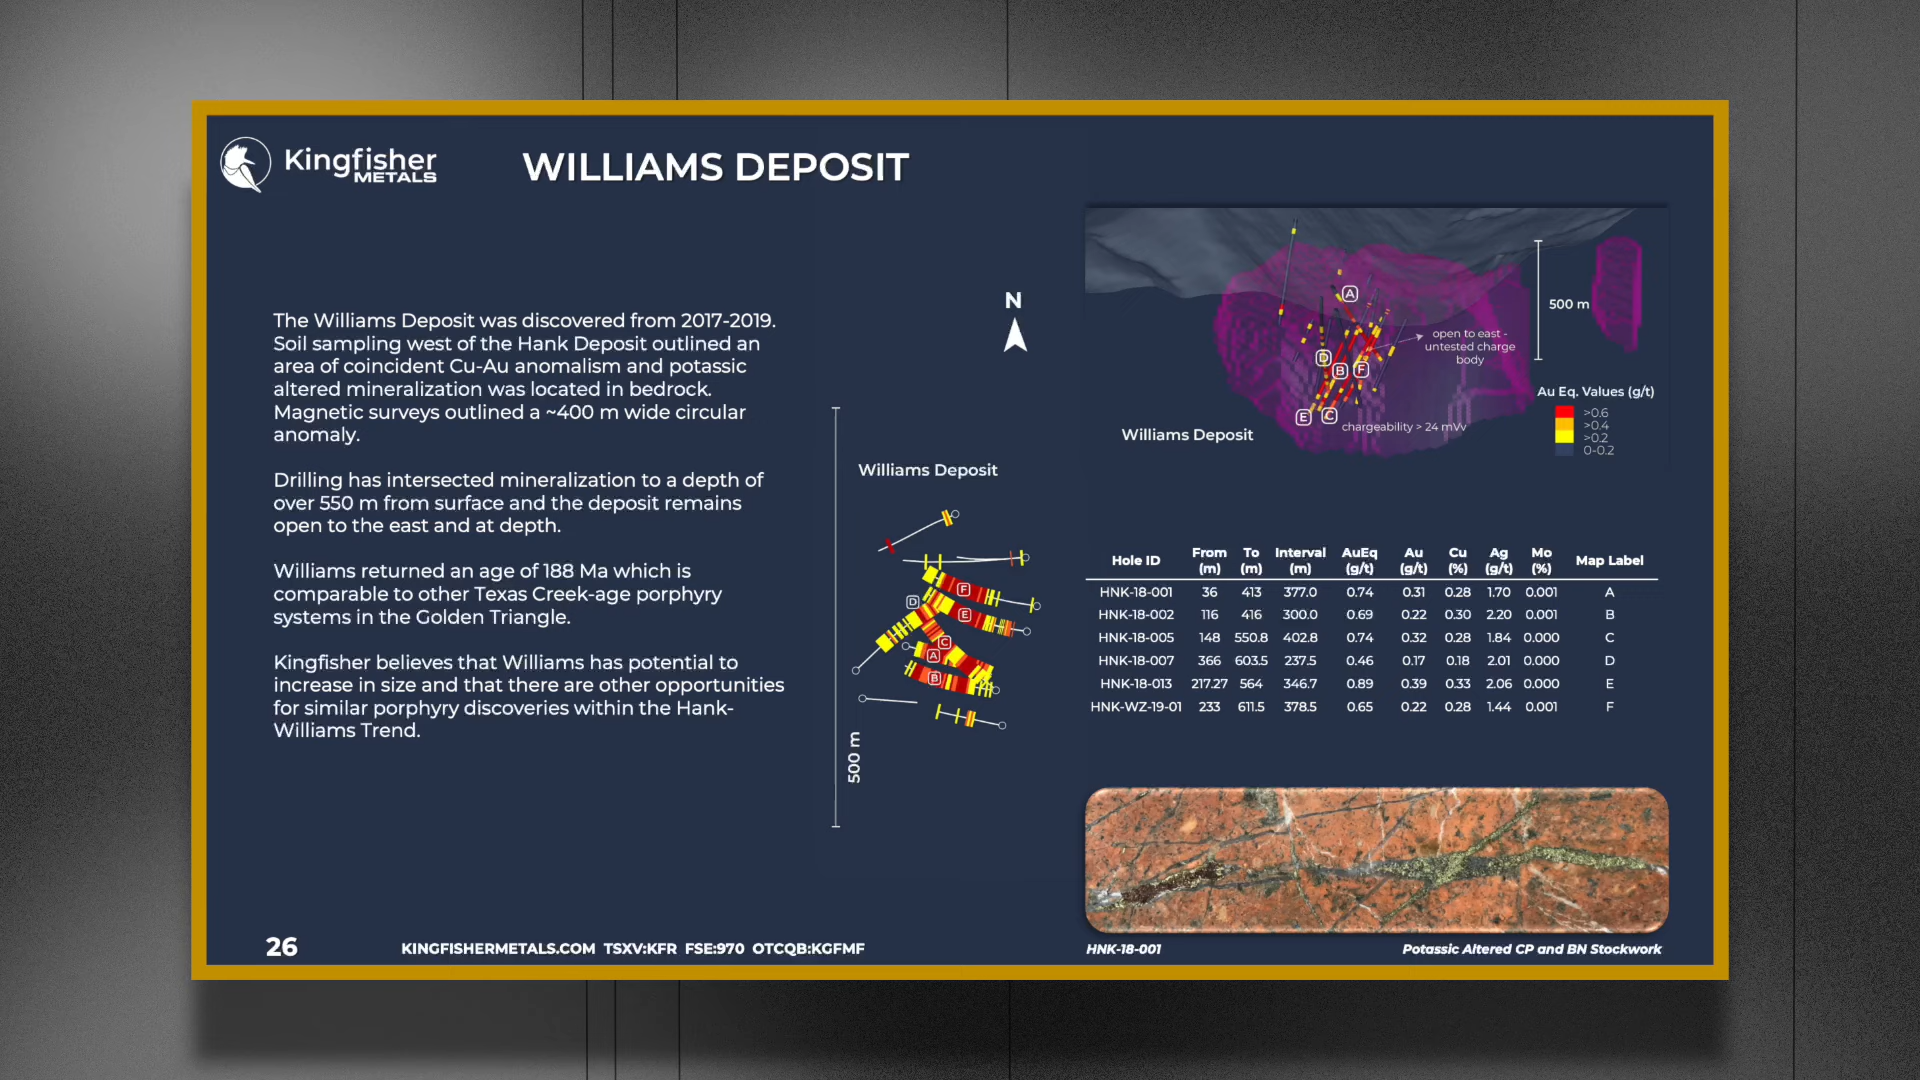 Kingfisher
METALS
WILLIAMS DEPOSIT
The Williams Deposit was discovered from 2017-2019.
Soil sampling west of the Hank Deposit outlined an
area of coincident Cu-Au anomalism and potassic
altered mineralization was located in bedrock.
Magnetic surveys outlined a ~400 m wide circular
anomaly.
Drilling has intersected mineralization to a depth of
over 550 m from surface and the deposit remains
open to the east and at depth.
Williams returned an age of 188 Ma which is
comparable to other Texas Creek-age porphyry
systems in the Golden Triangle.
Kingfisher believes that Williams has potential to
increase in size and that there are other opportunities
for similar porphyry discoveries within the Hank-
Williams Trend.
N
Williams Deposit
F
D
E
C
A
B
500 m
A
D
B
F
E
C
open to east -
untested charge
body
chargeability > 24 mVv
Williams Deposit
500 m
Au Eq. Values (g/t)
>0.6
>0.4
>0.2
0-0.2
Hole ID From (m) To (m) Interval (m) AuEq (g/t) Au (g/t) Cu (%) Ag (g/t) Mo (%) Map Label
HNK-18-001 36 413 377.0 0.74 0.31 0.28 1.70 0.001 A
HNK-18-002 116 416 300.0 0.69 0.22 0.30 2.20 0.001 B
HNK-18-005 148 550.8 402.8 0.74 0.32 0.28 1.84 0.000 C
HNK-18-007 366 603.5 237.5 0.46 0.17 0.18 2.01 0.000 D
HNK-18-013 217.27 564 346.7 0.89 0.39 0.33 2.06 0.000 E
HNK-WZ-19-01 233 611.5 378.5 0.65 0.22 0.28 1.44 0.001 F
HNK-18-001
Potassic Altered CP and BN Stockwork
26
KINGFISHERMETALS.COM TSXV:KFR FSE:970 OTCQB:KGFMF